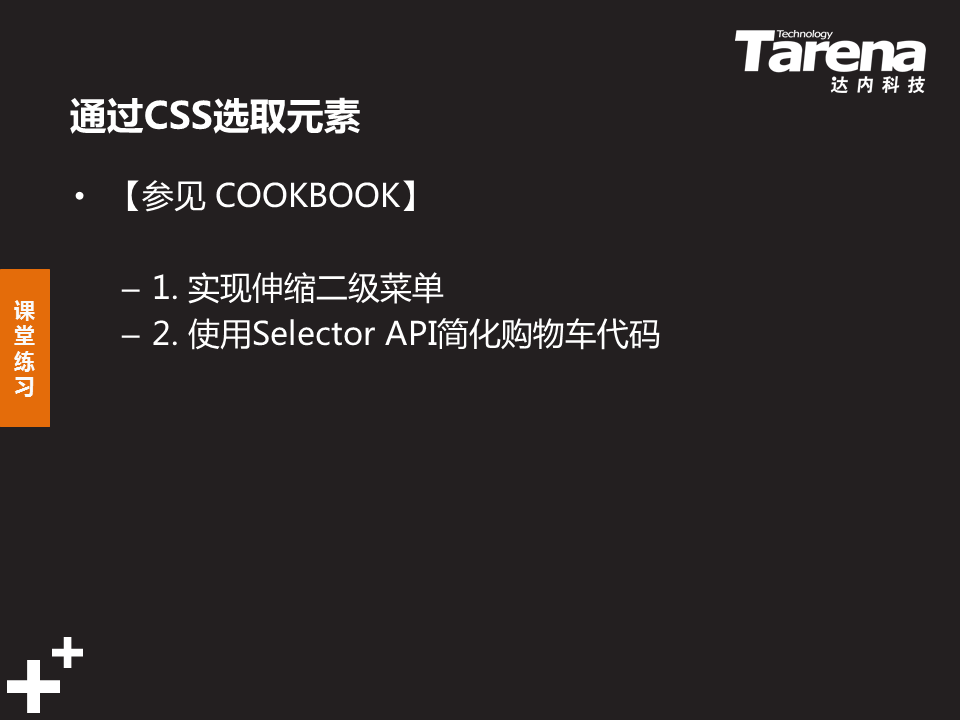 Technology
Tarena
达内科技
通过CSS选取元素
• 【参见 COOKBOOK】
– 1. 实现伸缩二级菜单
– 2. 使用Selector API简化购物车代码
课
堂
练
习